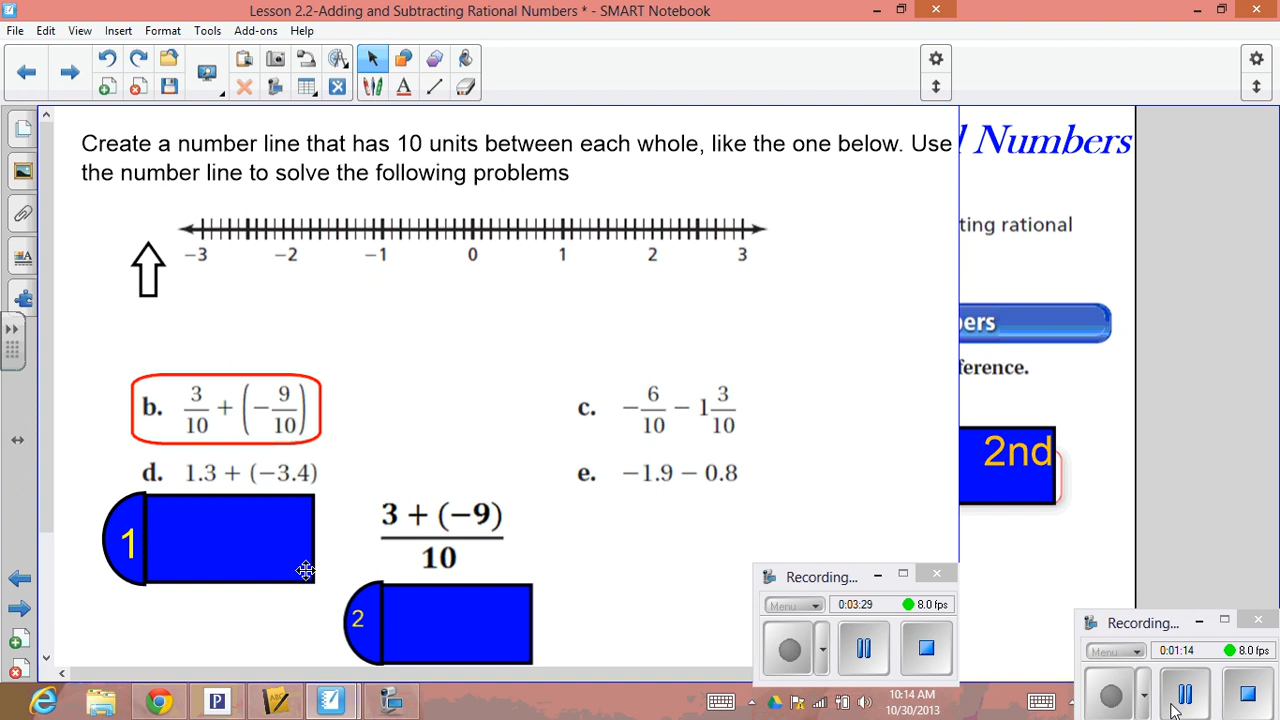 Lesson 2.2-Adding and Subtracting Rational Numbers * - SMART Notebook
File Edit View Insert Format Tools Add-ons Help
Create a number line that has 10 units between each whole, like the one below. Use
the number line to solve the following problems
−3 −2 −1 0 1 2 3
b. 3/10 + (−9/10)
c. −6/10 − 1 3/10
d. 1.3 + (−3.4)
e. −1.9 − 0.8
1
3 + (−9)
10
2
Numbers
ting rational
bers
ference.
2nd
Recording...
Menu 0:03:29 8.0 fps
Recording...
Menu 0:01:14 8.0 fps
10:14 AM
10/30/2013